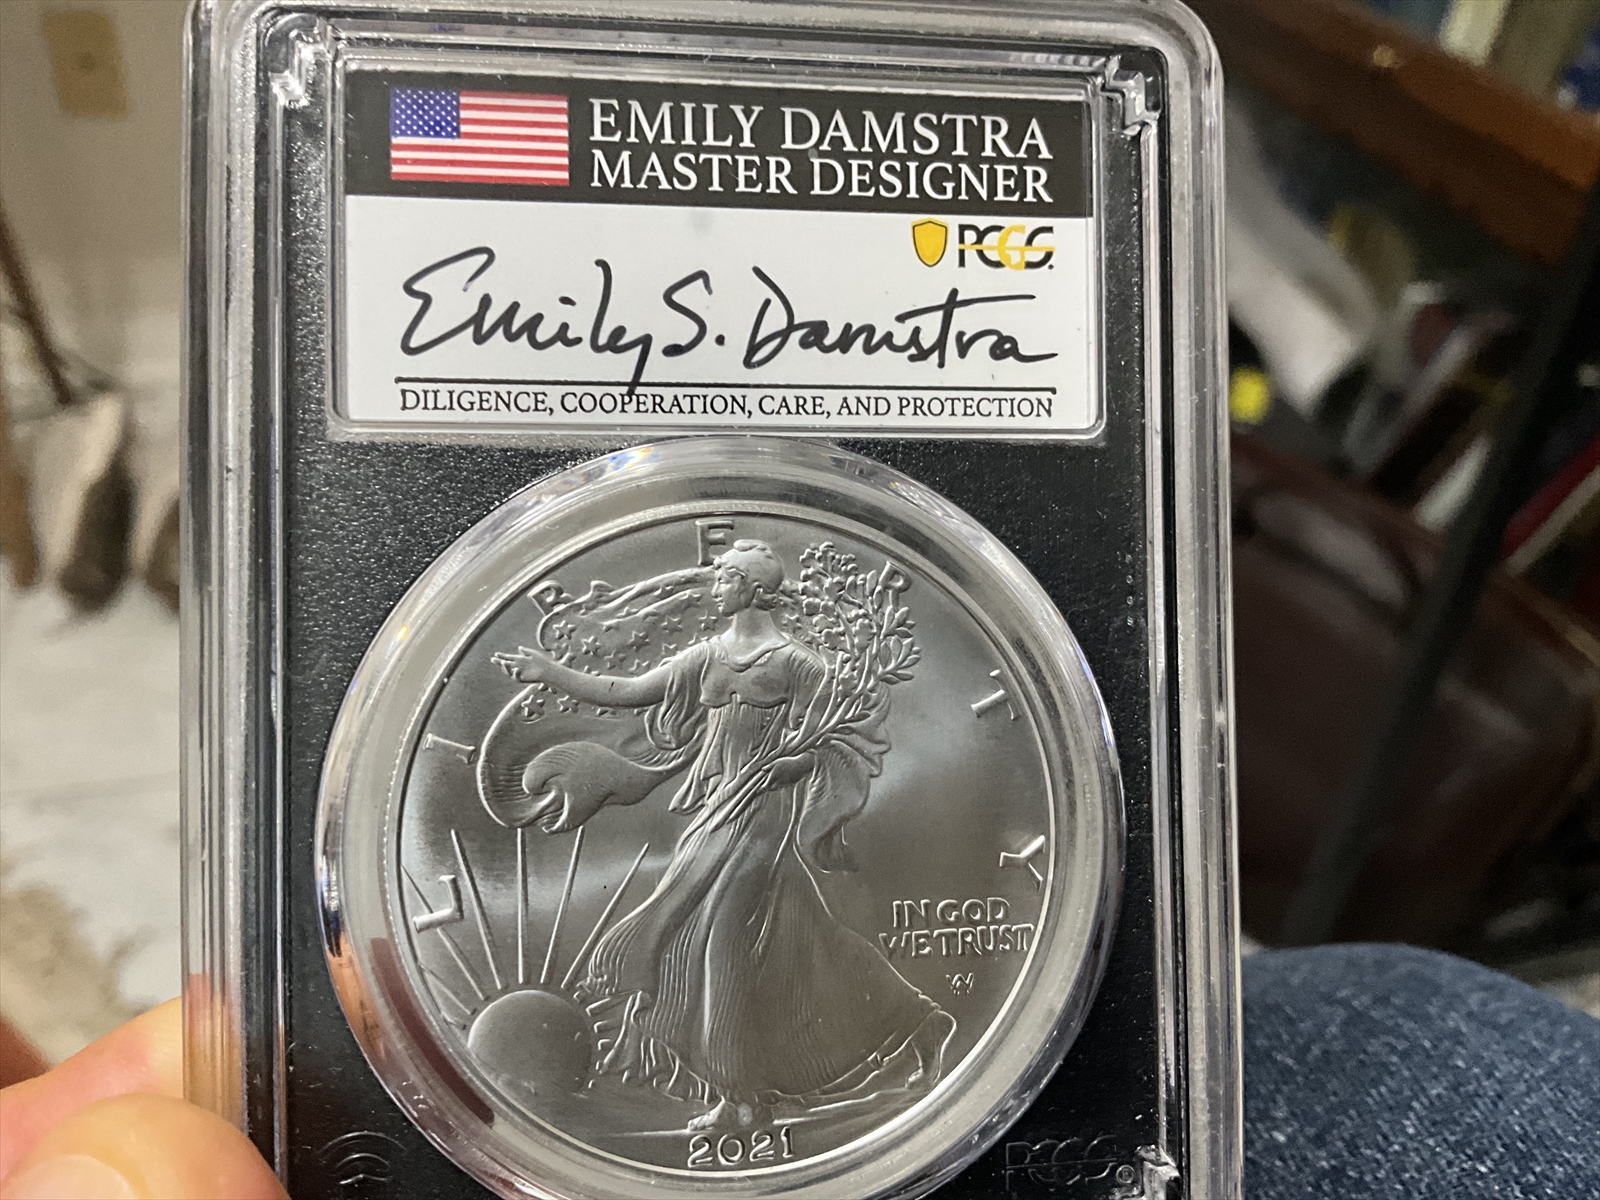 EMILY DAMSTRA
MASTER DESIGNER
PCGS
Emily S. Damstra
DILIGENCE, COOPERATION, CARE, AND PROTECTION
LIBERTY
IN GOD
WE TRUST
W
2021
PCGS®